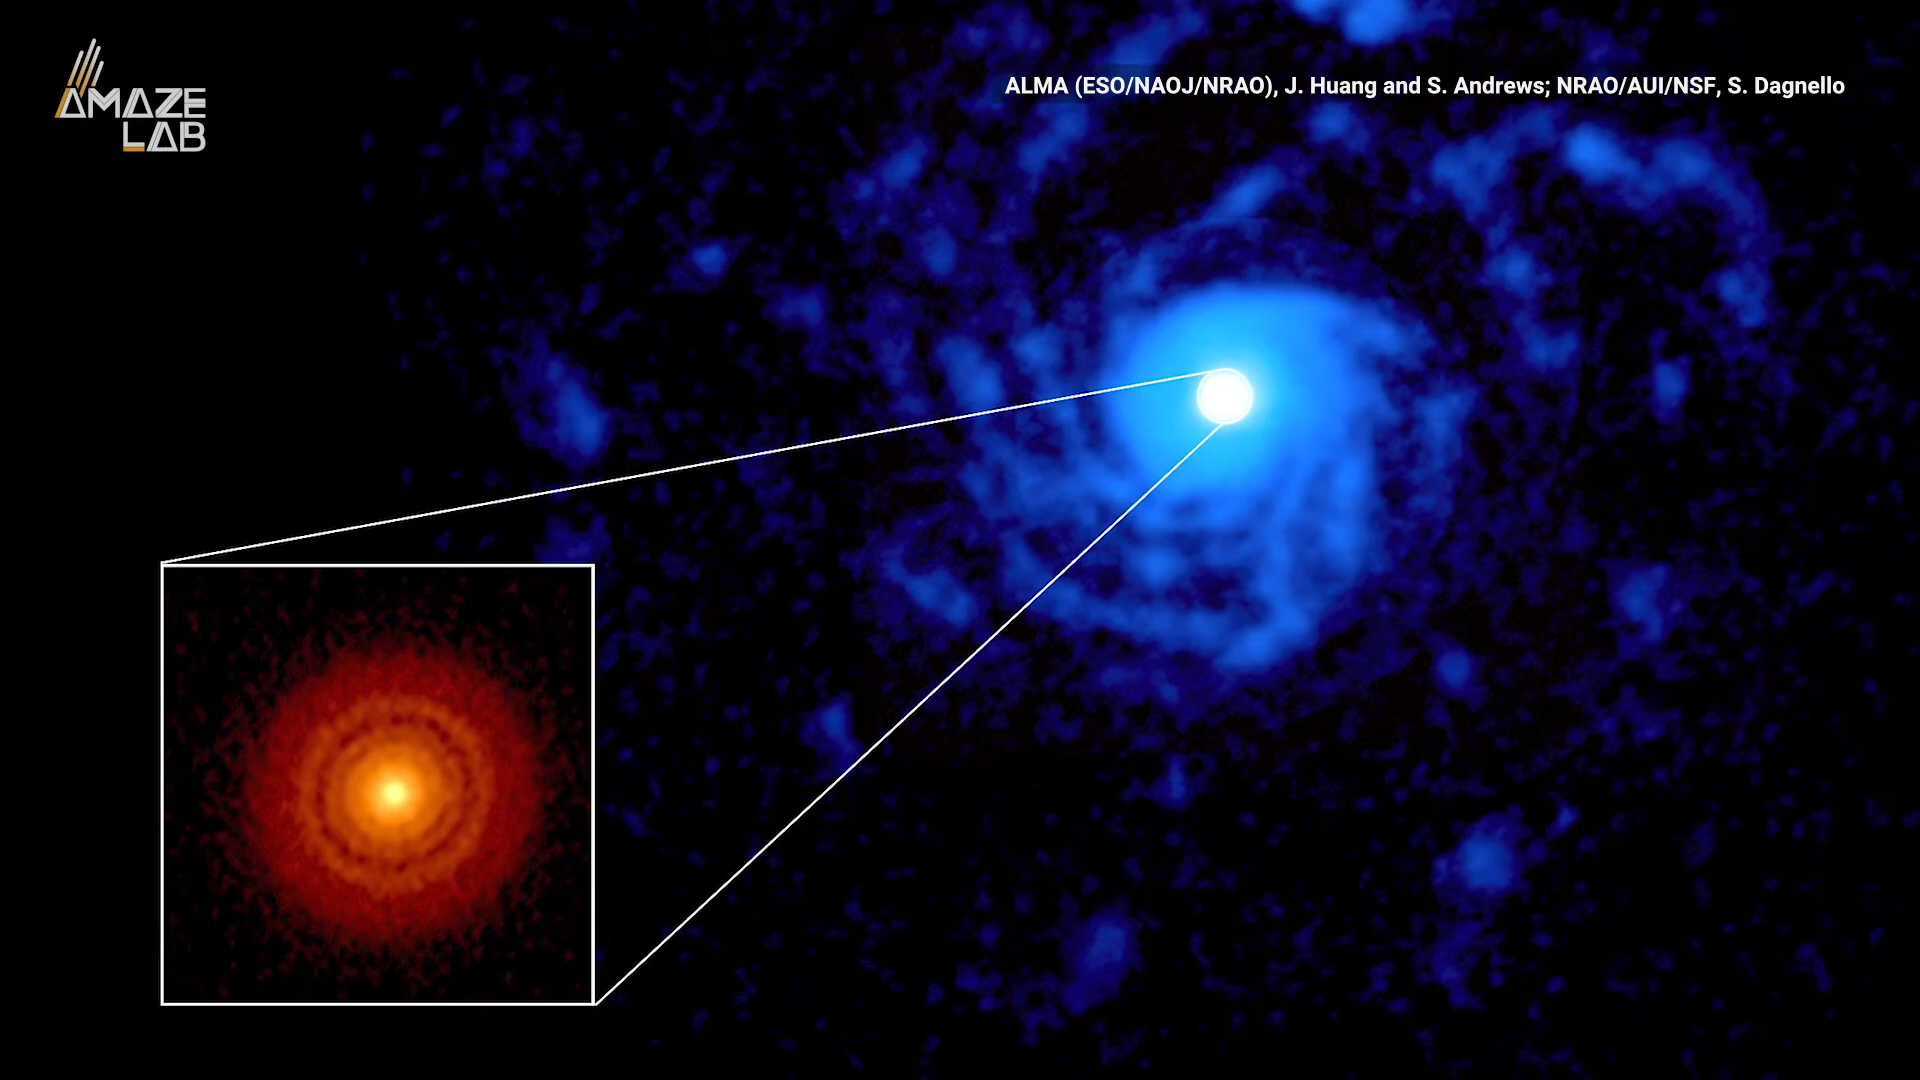 AMAZE
LAB
ALMA (ESO/NAOJ/NRAO), J. Huang and S. Andrews; NRAO/AUI/NSF, S. Dagnello